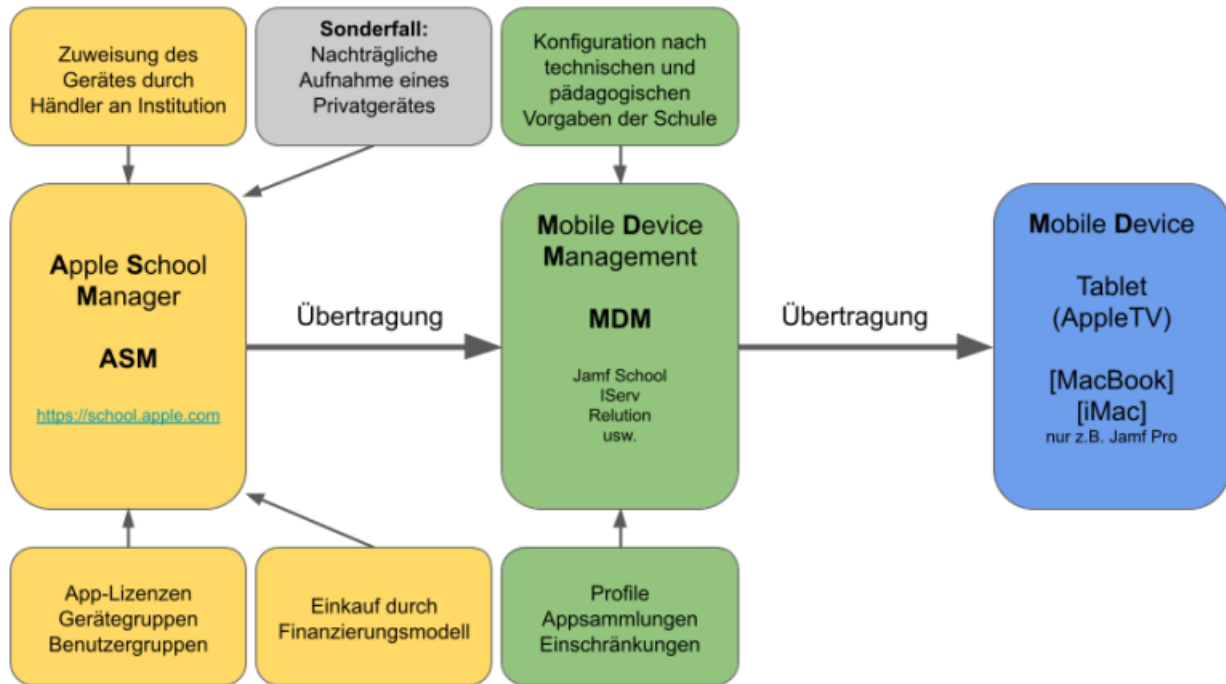 Zuweisung des
Gerätes durch
Händler an Institution
Sonderfall:
Nachträgliche
Aufnahme eines
Privatgerätes
Konfiguration nach
technischen und
pädagogischen
Vorgaben der Schule
Apple School
Manager
ASM
https://school.apple.com
Übertragung
Mobile Device
Management
MDM
Jamf School
IServ
Relution
usw.
Übertragung
Mobile Device
Tablet
(AppleTV)
[MacBook]
[iMac]
nur z.B. Jamf Pro
App-Lizenzen
Gerätegruppen
Benutzergruppen
Einkauf durch
Finanzierungsmodell
Profile
Appsammlungen
Einschränkungen